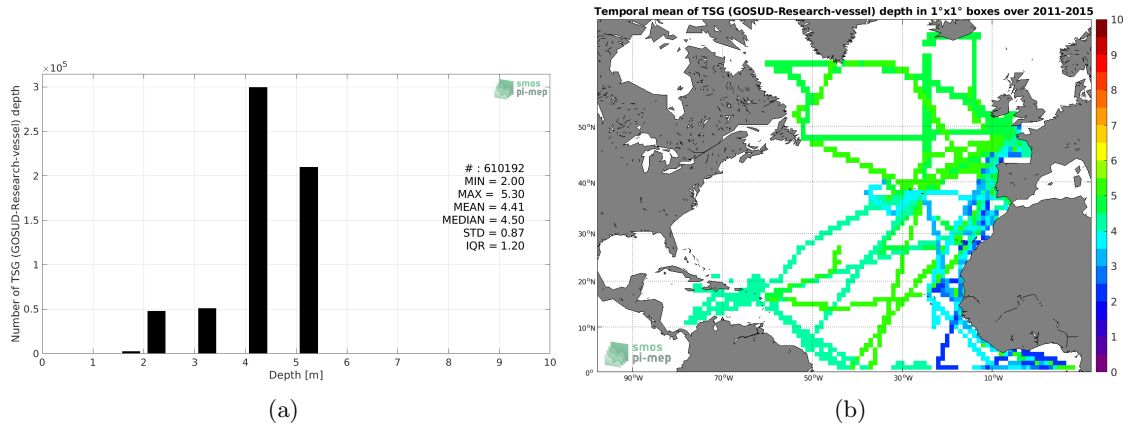 ×10⁵
3
2.5
2
1.5
1
0.5
0
Number of TSG (GOSUD-Research-vessel) depth
smos
pi-mep
# : 610192
MIN = 2.00
MAX = 5.30
MEAN = 4.41
MEDIAN = 4.50
STD = 0.87
IQR = 1.20
0 1 2 3 4 5 6 7 8 9 10
Depth [m]
(a)
Temporal mean of TSG (GOSUD-Research-vessel) depth in 1°x1° boxes over 2011-2015
50°N
40°N
30°N
20°N
10°N
0°
90°W 70°W 50°W 30°W 10°W
smos
pi-mep
10
9
8
7
6
5
4
3
2
1
0
(b)